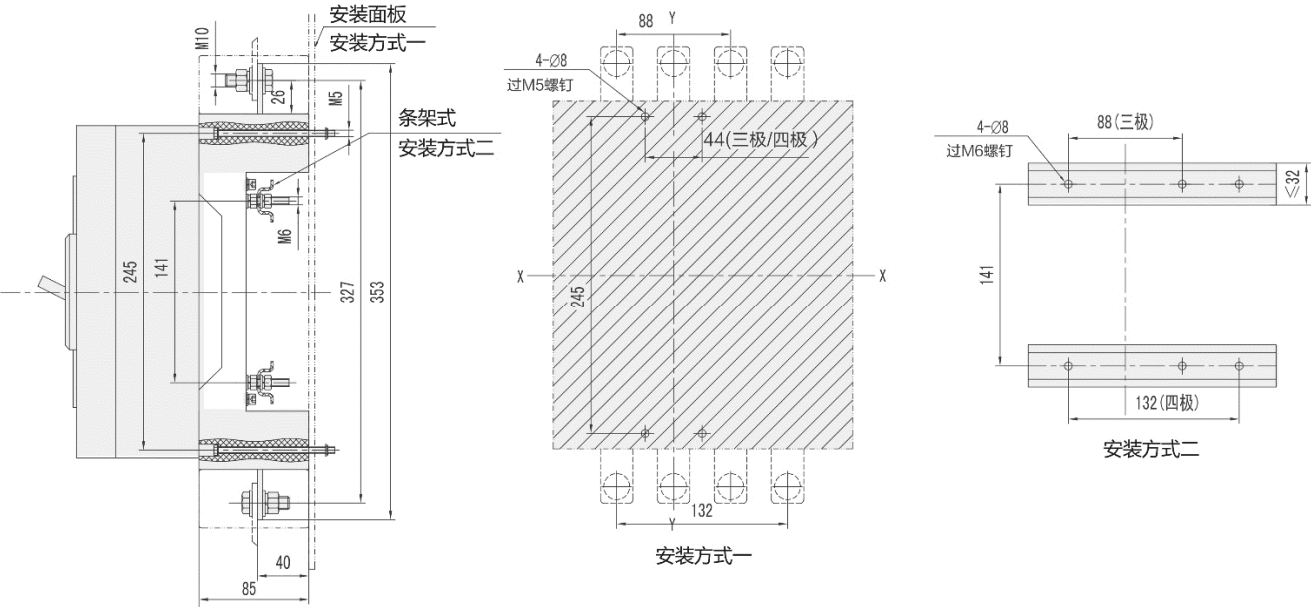 安装面板
安装方式一
M10
26
M5
条架式
安装方式二
M6
245
141
327
353
40
85
88
Y
4-∅8
过M5螺钉
44(三极/四极 )
X
X
245
132
Y
安装方式一
4-∅8
过M6螺钉
88(三极)
≤32
141
132(四极)
安装方式二